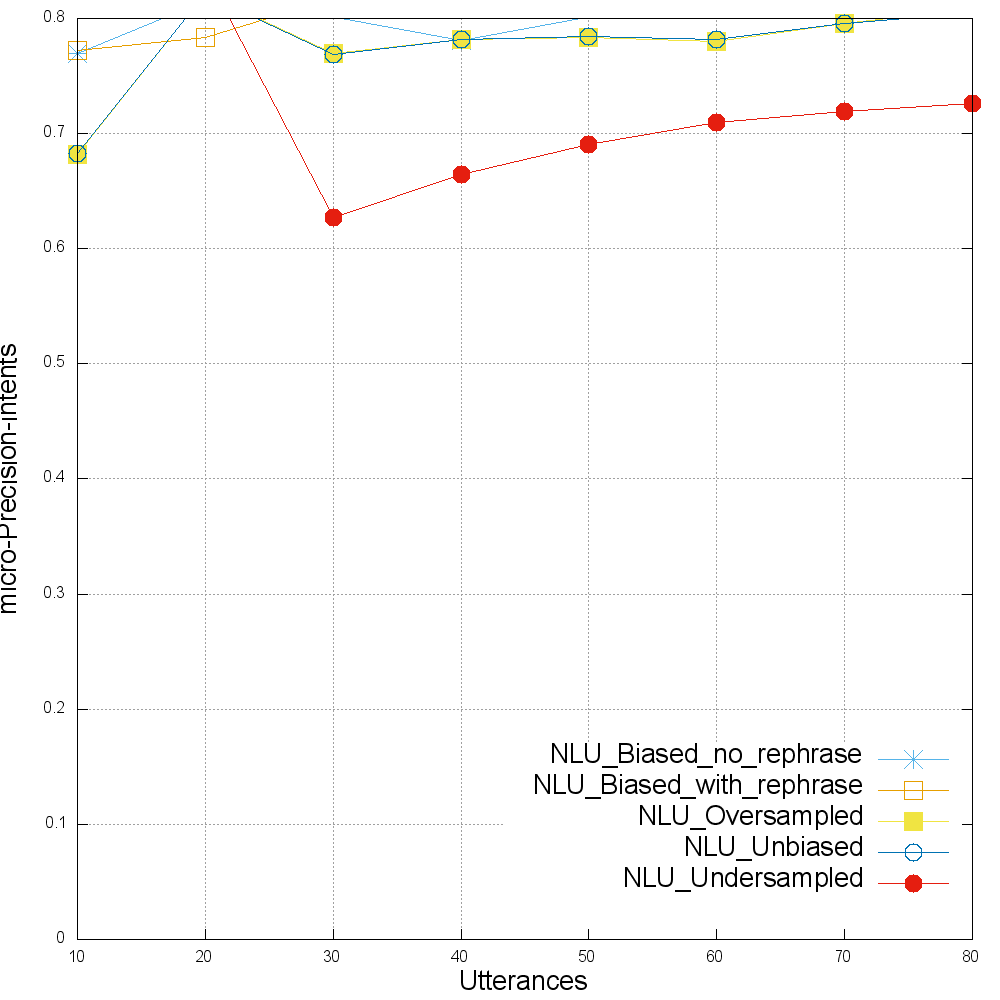 0.8
0.7
0.6
0.5
0.4
0.3
0.2
0.1
0
micro-Precision-intents
NLU_Biased_no_rephrase
NLU_Biased_with_rephrase
NLU_Oversampled
NLU_Unbiased
NLU_Undersampled
10 20 30 40 50 60 70 80
Utterances